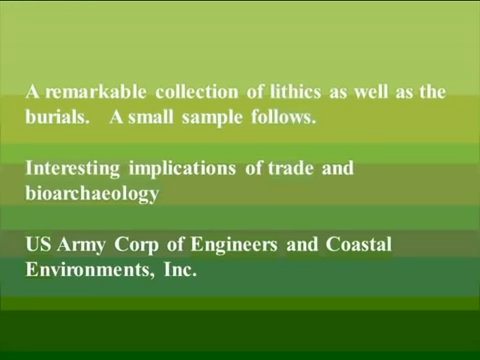 A remarkable collection of lithics as well as the
burials. A small sample follows.
Interesting implications of trade and
bioarchaeology
US Army Corp of Engineers and Coastal
Environments, Inc.